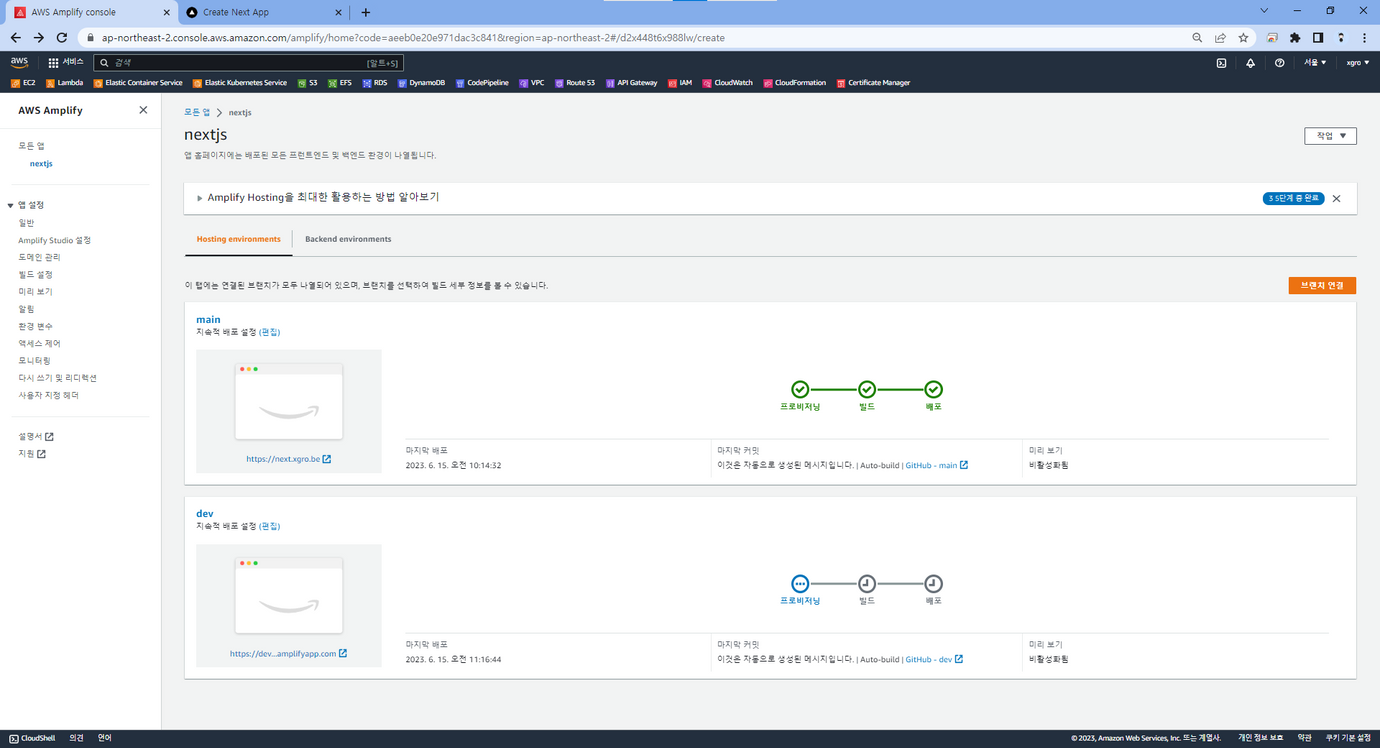 AWS Amplify console
Create Next App
ap-northeast-2.console.aws.amazon.com/amplify/home?code=aeeb0e20e971dac3c841&region=ap-northeast-2#/d2x448t6x988lw/create
aws 서비스 검색 [알트+S] 서울 xgro
EC2 Lambda Elastic Container Service Elastic Kubernetes Service S3 EFS RDS DynamoDB CodePipeline VPC Route 53 API Gateway IAM CloudWatch CloudFormation Certificate Manager
AWS Amplify
모든 앱
nextjs
앱 설정
일반
Amplify Studio 설정
도메인 관리
빌드 설정
미리 보기
알림
환경 변수
액세스 제어
모니터링
다시 쓰기 및 리디렉션
사용자 지정 헤더
설명서
지원
모든 앱 nextjs
nextjs
작업
앱 홈페이지에는 배포된 모든 프런트엔드 및 백엔드 환경이 나열됩니다.
Amplify Hosting을 최대한 활용하는 방법 알아보기
3 5단계 중 완료
Hosting environments Backend environments
이 탭에는 연결된 브랜치가 모두 나열되어 있으며, 브랜치를 선택하여 빌드 세부 정보를 볼 수 있습니다.
브랜치 연결
main
지속적 배포 설정 (편집)
https://next.xgro.be
프로비저닝 빌드 배포
마지막 배포
2023. 6. 15. 오전 10:14:32
마지막 커밋
이것은 자동으로 생성된 메시지입니다. | Auto-build | GitHub - main
미리 보기
비활성화됨
dev
지속적 배포 설정 (편집)
https://dev...amplifyapp.com
프로비저닝 빌드 배포
마지막 배포
2023. 6. 15. 오전 11:16:44
마지막 커밋
이것은 자동으로 생성된 메시지입니다. | Auto-build | GitHub - dev
미리 보기
비활성화됨
CloudShell 의견 언어
© 2023, Amazon Web Services, Inc. 또는 계열사. 개인 정보 보호 약관 쿠키 기본 설정